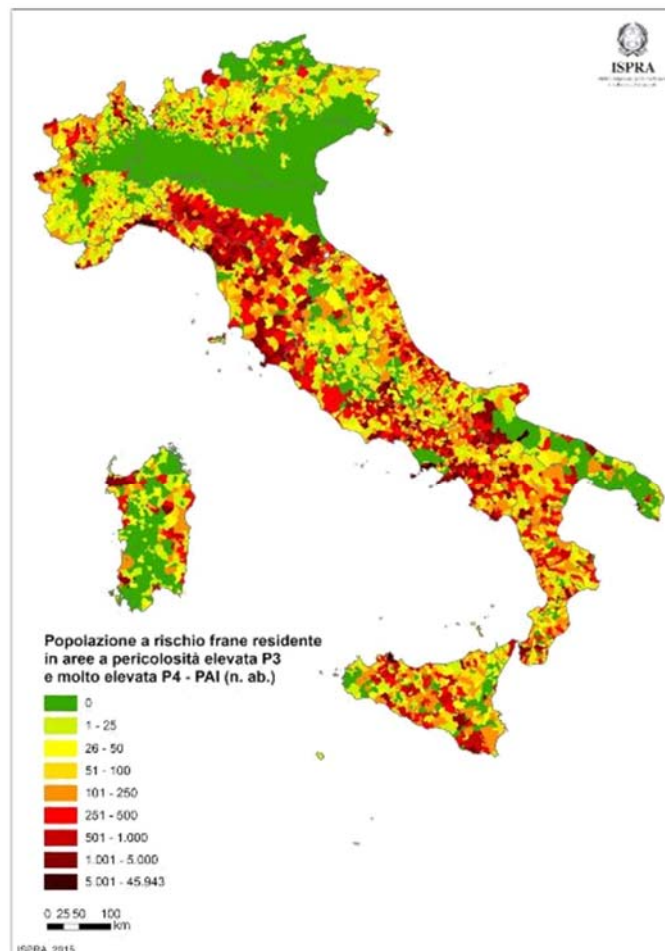 ISPRA
Popolazione a rischio frane residente
in aree a pericolosità elevata P3
e molto elevata P4 - PAI (n. ab.)
0
1 - 25
26 - 50
51 - 100
101 - 250
251 - 500
501 - 1.000
1.001 - 5.000
5.001 - 45.943
0 25 50 100
km
ISPRA, 2015